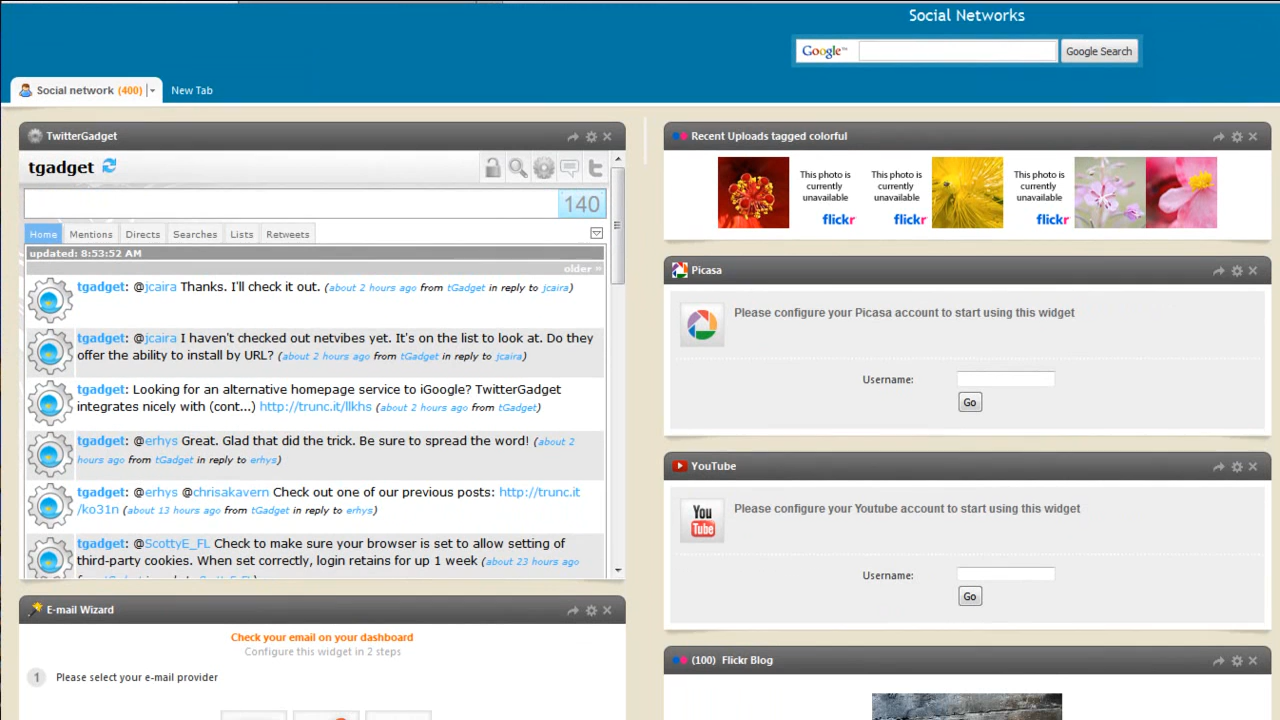 Social Networks
Google™
Google Search
Social network (400)
New Tab
TwitterGadget
tgadget
140
Home
Mentions
Directs
Searches
Lists
Retweets
updated: 8:53:52 AM
older »
tgadget: @jcaira Thanks. I'll check it out. (about 2 hours ago from tGadget in reply to jcaira)
tgadget: @jcaira I haven't checked out netvibes yet. It's on the list to look at. Do they
offer the ability to install by URL? (about 2 hours ago from tGadget in reply to jcaira)
tgadget: Looking for an alternative homepage service to iGoogle? TwitterGadget
integrates nicely with (cont...) http://trunc.it/llkhs (about 2 hours ago from tGadget)
tgadget: @erhys Great. Glad that did the trick. Be sure to spread the word! (about 2
hours ago from tGadget in reply to erhys)
tgadget: @erhys @chrisakavern Check out one of our previous posts: http://trunc.it
/ko31n (about 13 hours ago from tGadget in reply to erhys)
tgadget: @ScottyE_FL Check to make sure your browser is set to allow setting of
third-party cookies. When set correctly, login retains for up 1 week (about 23 hours ago
E-mail Wizard
Check your email on your dashboard
Configure this widget in 2 steps
1 Please select your e-mail provider
Recent Uploads tagged colorful
This photo is
currently
unavailable
flickr
This photo is
currently
unavailable
flickr
This photo is
currently
unavailable
flickr
Picasa
Please configure your Picasa account to start using this widget
Username:
Go
YouTube
You
Tube
Please configure your Youtube account to start using this widget
Username:
Go
(100) Flickr Blog